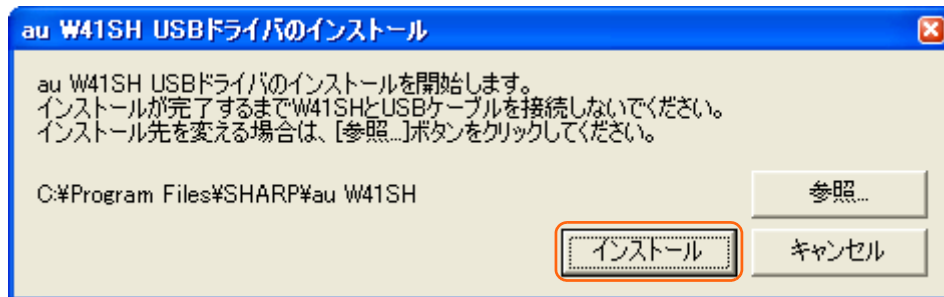 au W41SH USBドライバのインストール
au W41SH USBドライバのインストールを開始します。
インストールが完了するまでW41SHとUSBケーブルを接続しないでください。
インストール先を変える場合は、[参照...]ボタンをクリックしてください。
C:¥Program Files¥SHARP¥au W41SH
参照...
インストール
キャンセル